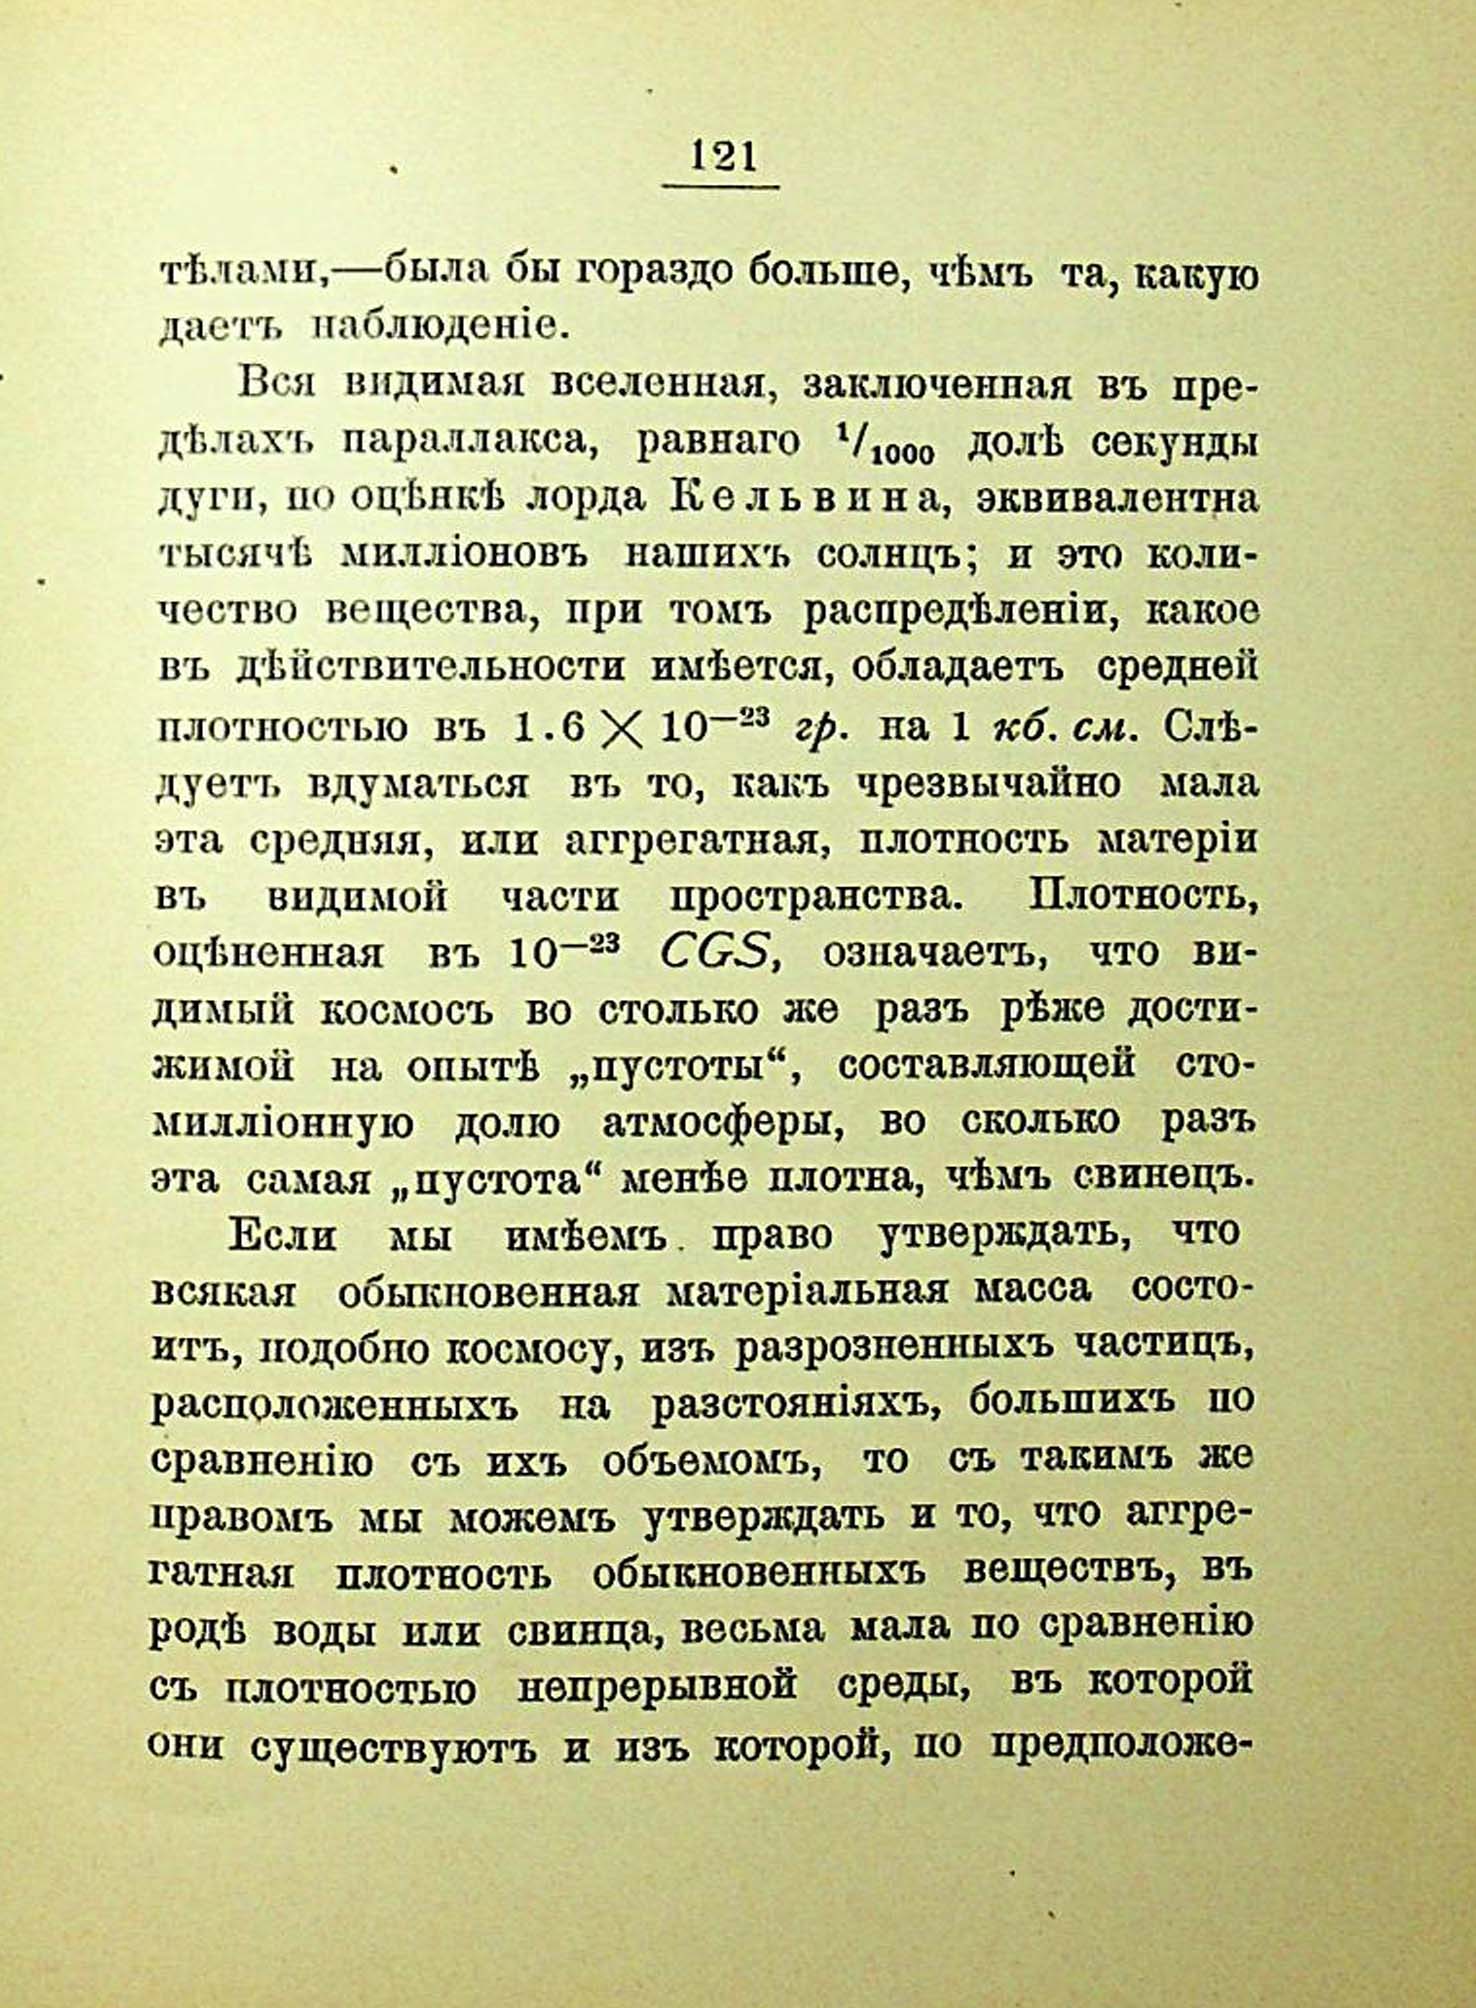 121
тѣлами,—была бы гораздо больше, чѣмъ та, какую
даетъ наблюденіе.
Вся видимая вселенная, заключенная въ пре-
дѣлахъ параллакса, равнаго ¹/₁₀₀₀ долѣ секунды
дуги, по оцѣнкѣ лорда Кельвина, эквивалентна
тысячѣ милліоновъ нашихъ солнцъ; и это коли-
чество вещества, при томъ распредѣленіи, какое
въ дѣйствительности имѣется, обладаетъ средней
плотностью въ 1.6 × 10⁻²³ гр. на 1 кб. см. Слѣ-
дуетъ вдуматься въ то, какъ чрезвычайно мала
эта средняя, или аггрегатная, плотность матеріи
въ видимой части пространства. Плотность,
оцѣненная въ 10⁻²³ CGS, означаетъ, что ви-
димый космосъ во столько же разъ рѣже дости-
жимой на опытѣ „пустоты“, составляющей сто-
милліонную долю атмосферы, во сколько разъ
эта самая „пустота“ менѣе плотна, чѣмъ свинецъ.
Если мы имѣемъ право утверждать, что
всякая обыкновенная матеріальная масса состо-
итъ, подобно космосу, изъ разрозненныхъ частицъ,
расположенныхъ на разстояніяхъ, большихъ по
сравненію съ ихъ объемомъ, то съ такимъ же
правомъ мы можемъ утверждать и то, что аггре-
гатная плотность обыкновенныхъ веществъ, въ
родѣ воды или свинца, весьма мала по сравненію
съ плотностью непрерывной среды, въ которой
они существуютъ и изъ которой, по предположе-